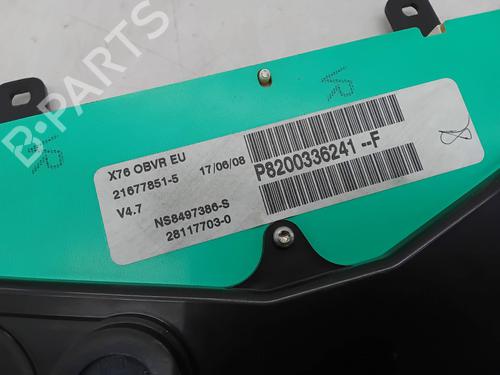 X76 OBVR EU 17/06/08
21677851-5
V4.7
NS8497386-S
28117703-0
P8200336241 --F
B-PARTS